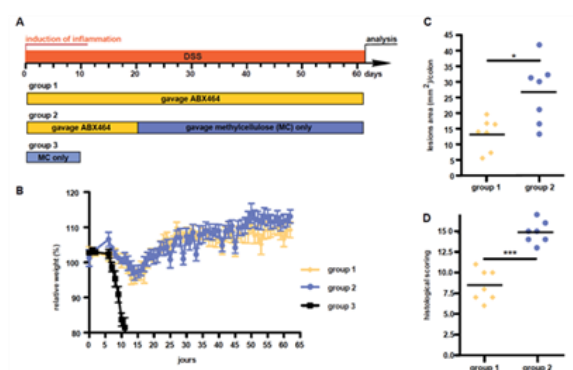 A
analysis
induction of inflammation
DSS
0 10 20 30 40 50 60 days
group 1
gavage ABX464
group 2
gavage ABX464 gavage methylcellulose (MC) only
group 3
MC only
B
relative weight (%)
120
110
100
90
80
0 5 10 15 20 25 30 35 40 45 50 55 60 65
jours
group 1
group 2
group 3
C
lesions area (mm²)/colon
45
40
35
30
25
20
15
10
5
0
*
group 1 group 2
D
histological scoring
15.0
12.5
10.0
7.5
5.0
2.5
0
***
group 1 group 2